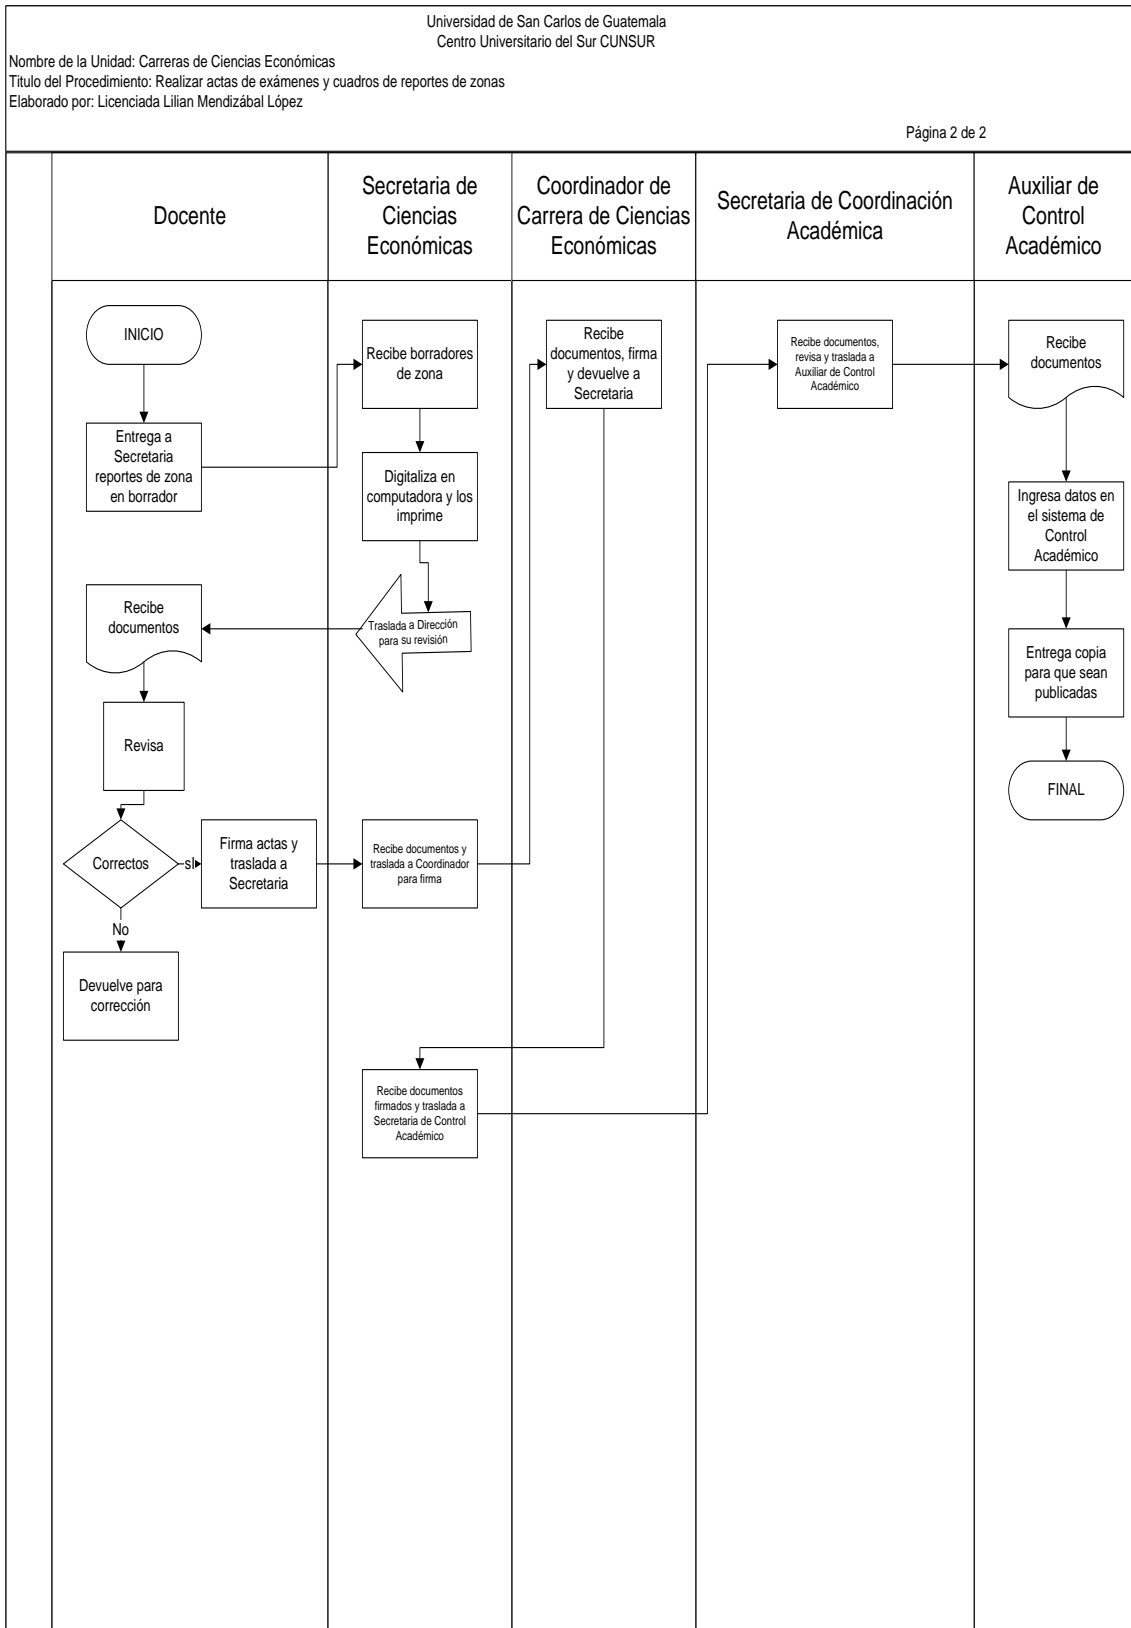 Universidad de San Carlos de Guatemala
Centro Universitario del Sur CUNSUR
Nombre de la Unidad: Carreras de Ciencias Económicas
Titulo del Procedimiento: Realizar actas de exámenes y cuadros de reportes de zonas
Elaborado por: Licenciada Lilian Mendizábal López
Página 2 de 2
Docente
Secretaria de
Ciencias
Económicas
Coordinador de
Carrera de Ciencias
Económicas
Secretaria de Coordinación
Académica
Auxiliar de
Control
Académico
INICIO
Entrega a
Secretaria
reportes de zona
en borrador
Recibe borradores
de zona
Digitaliza en
computadora y los
imprime
Traslada a Dirección
para su revisión
Recibe
documentos
Revisa
Correctos
sI
Firma actas y
traslada a
Secretaria
No
Devuelve para
corrección
Recibe documentos y
traslada a Coordinador
para firma
Recibe
documentos, firma
y devuelve a
Secretaria
Recibe documentos
firmados y traslada a
Secretaria de Control
Académico
Recibe documentos,
revisa y traslada a
Auxiliar de Control
Académico
Recibe
documentos
Ingresa datos en
el sistema de
Control
Académico
Entrega copia
para que sean
publicadas
FINAL